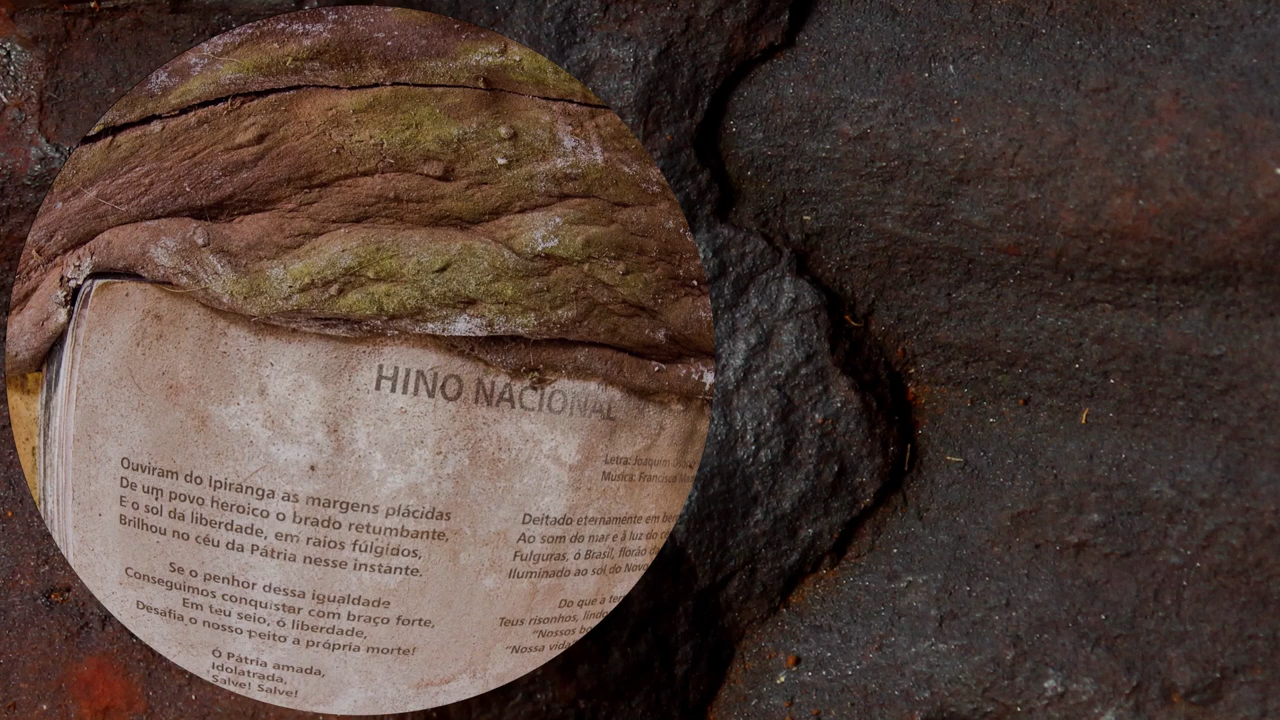 HINO NACIONAL
Letra: Joaquim
Música: Francisco
Ouviram do Ipiranga as margens plácidas
De um povo heroico o brado retumbante,
E o sol da liberdade, em raios fúlgidos,
Brilhou no céu da Pátria nesse instante.
Se o penhor dessa igualdade
Conseguimos conquistar com braço forte,
Em teu seio, ó liberdade,
Desafia o nosso peito a própria morte!
Ó Pátria amada,
Idolatrada,
Salve! Salve!
Deitado eternamente em
Ao som do mar e à luz do
Fulguras, ó Brasil, florão
Iluminado ao sol do Novo
Do que a
Teus risonhos,
"Nossos
"Nossa